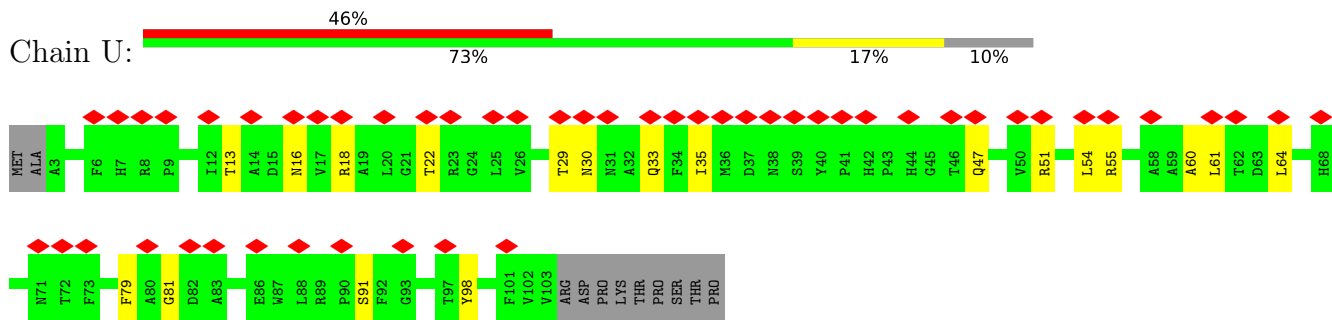 46%
Chain U:
73% 17% 10%
MET ALA A3 F6 H7 R8 P9 I12 T13 A14 D15 N16 V17 R18 A19 L20 G21 T22 R23 G24 L25 V26 T29 N30 N31 A32 Q33 F34 I35 M36 D37 N38 S39 Y40 P41 H42 P43 H44 G45 T46 Q47 V50 R51 L54 R55 A58 A59 A60 L61 T62 D63 L64 H68
N71 T72 F73 F79 A80 G81 D82 A83 E86 W87 L88 R89 P90 S91 F92 G93 T97 Y98 F101 V102 V103 ARG ASP PRO LYS THR PRO SER THR PRO